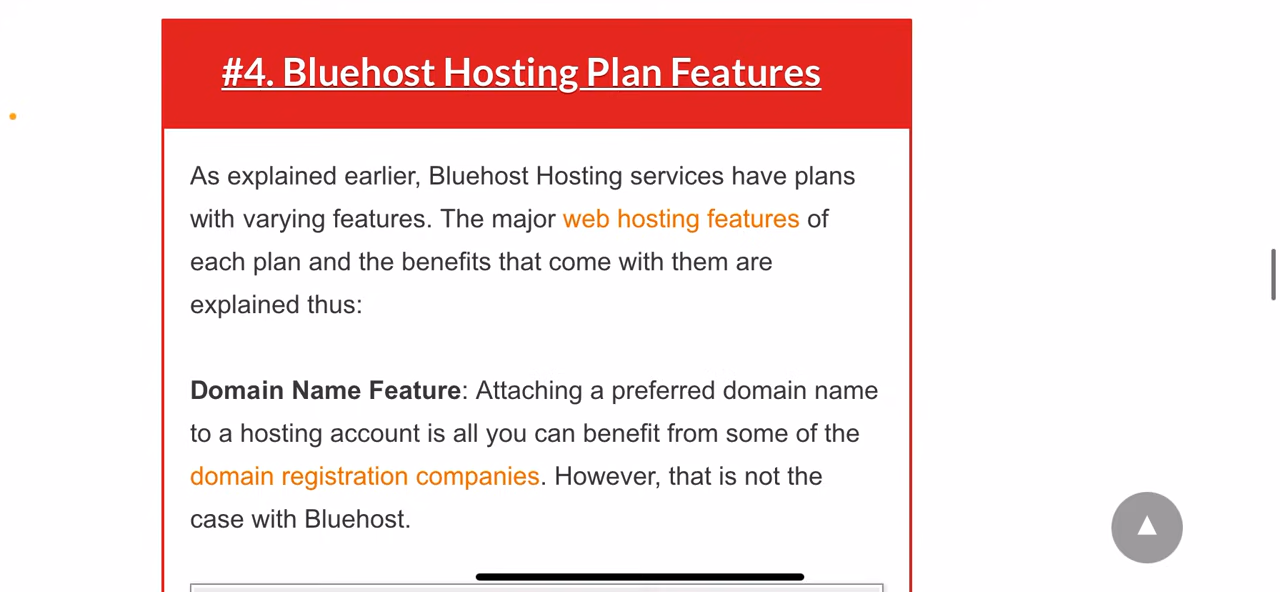 #4. Bluehost Hosting Plan Features
As explained earlier, Bluehost Hosting services have plans
with varying features. The major web hosting features of
each plan and the benefits that come with them are
explained thus:
Domain Name Feature: Attaching a preferred domain name
to a hosting account is all you can benefit from some of the
domain registration companies. However, that is not the
case with Bluehost.